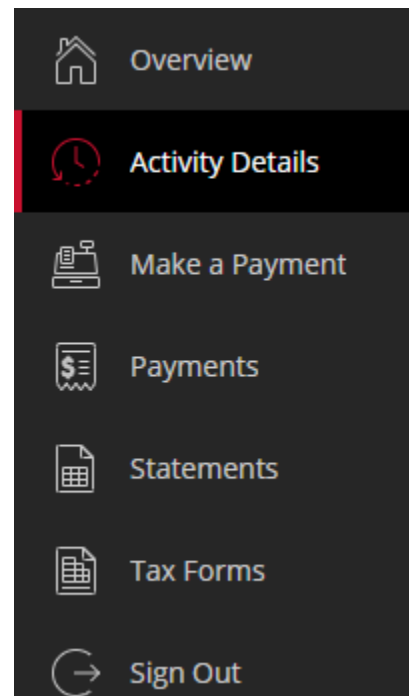 Overview
Activity Details
Make a Payment
Payments
Statements
Tax Forms
Sign Out